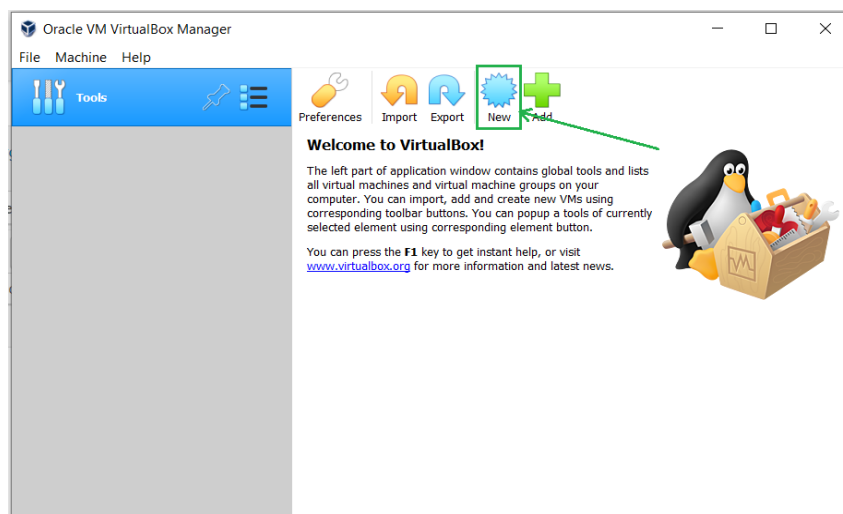 Oracle VM VirtualBox Manager
File Machine Help
Tools
Preferences Import Export New Add
Welcome to VirtualBox!
The left part of application window contains global tools and lists
all virtual machines and virtual machine groups on your
computer. You can import, add and create new VMs using
corresponding toolbar buttons. You can popup a tools of currently
selected element using corresponding element button.
You can press the F1 key to get instant help, or visit
www.virtualbox.org for more information and latest news.